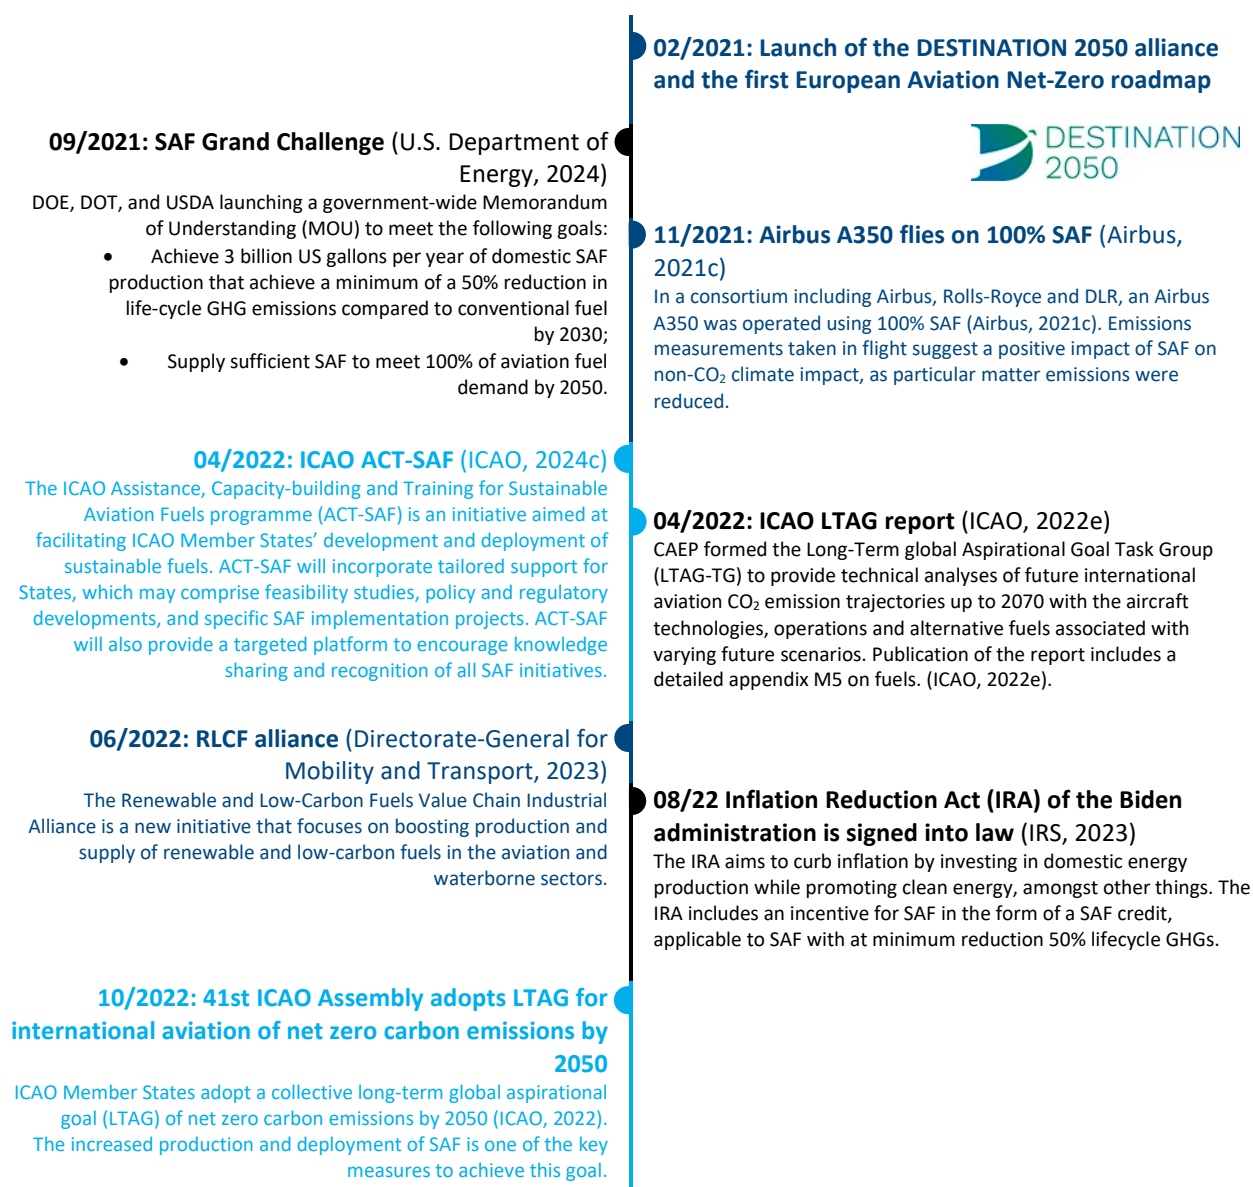 02/2021: Launch of the DESTINATION 2050 alliance
and the first European Aviation Net-Zero roadmap
DESTINATION
2050
09/2021: SAF Grand Challenge (U.S. Department of
Energy, 2024)
DOE, DOT, and USDA launching a government-wide Memorandum
of Understanding (MOU) to meet the following goals:
• Achieve 3 billion US gallons per year of domestic SAF
production that achieve a minimum of a 50% reduction in
life-cycle GHG emissions compared to conventional fuel
by 2030;
• Supply sufficient SAF to meet 100% of aviation fuel
demand by 2050.
11/2021: Airbus A350 flies on 100% SAF (Airbus,
2021c)
In a consortium including Airbus, Rolls-Royce and DLR, an Airbus
A350 was operated using 100% SAF (Airbus, 2021c). Emissions
measurements taken in flight suggest a positive impact of SAF on
non-CO₂ climate impact, as particular matter emissions were
reduced.
04/2022: ICAO ACT-SAF (ICAO, 2024c)
The ICAO Assistance, Capacity-building and Training for Sustainable
Aviation Fuels programme (ACT-SAF) is an initiative aimed at
facilitating ICAO Member States’ development and deployment of
sustainable fuels. ACT-SAF will incorporate tailored support for
States, which may comprise feasibility studies, policy and regulatory
developments, and specific SAF implementation projects. ACT-SAF
will also provide a targeted platform to encourage knowledge
sharing and recognition of all SAF initiatives.
04/2022: ICAO LTAG report (ICAO, 2022e)
CAEP formed the Long-Term global Aspirational Goal Task Group
(LTAG-TG) to provide technical analyses of future international
aviation CO₂ emission trajectories up to 2070 with the aircraft
technologies, operations and alternative fuels associated with
varying future scenarios. Publication of the report includes a
detailed appendix M5 on fuels. (ICAO, 2022e).
06/2022: RLCF alliance (Directorate-General for
Mobility and Transport, 2023)
The Renewable and Low-Carbon Fuels Value Chain Industrial
Alliance is a new initiative that focuses on boosting production and
supply of renewable and low-carbon fuels in the aviation and
waterborne sectors.
08/22 Inflation Reduction Act (IRA) of the Biden
administration is signed into law (IRS, 2023)
The IRA aims to curb inflation by investing in domestic energy
production while promoting clean energy, amongst other things. The
IRA includes an incentive for SAF in the form of a SAF credit,
applicable to SAF with at minimum reduction 50% lifecycle GHGs.
10/2022: 41st ICAO Assembly adopts LTAG for
international aviation of net zero carbon emissions by
2050
ICAO Member States adopt a collective long-term global aspirational
goal (LTAG) of net zero carbon emissions by 2050 (ICAO, 2022).
The increased production and deployment of SAF is one of the key
measures to achieve this goal.